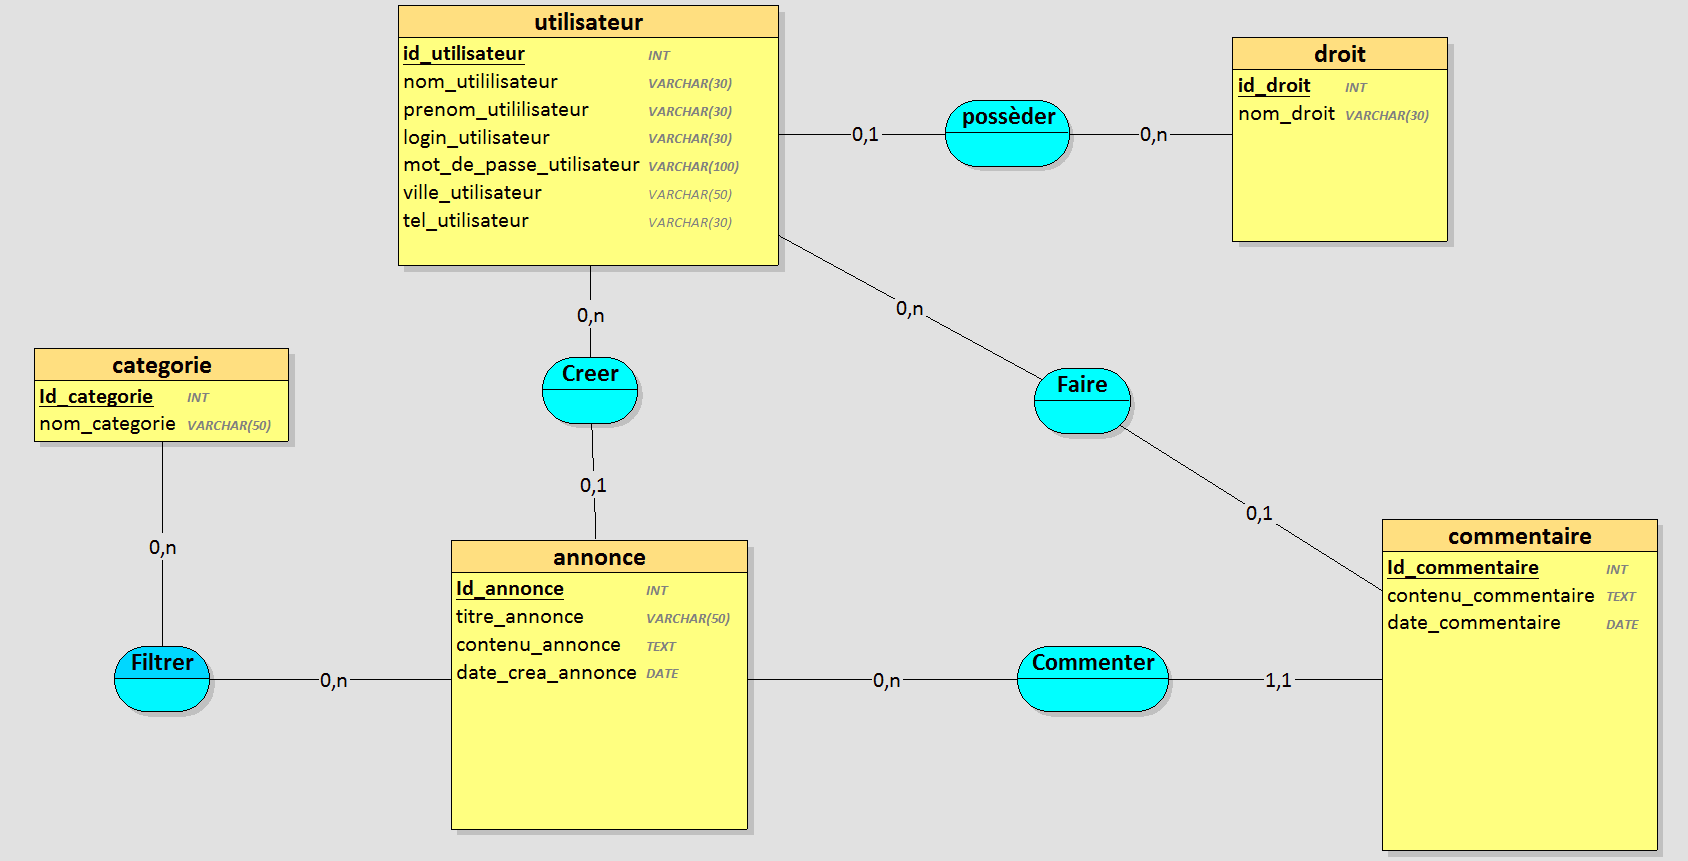 utilisateur
id_utilisateur INT
nom_utililisateur VARCHAR(30)
prenom_utililisateur VARCHAR(30)
login_utilisateur VARCHAR(30)
mot_de_passe_utilisateur VARCHAR(100)
ville_utilisateur VARCHAR(50)
tel_utilisateur VARCHAR(30)
0,1
possèder
0,n
droit
id_droit INT
nom_droit VARCHAR(30)
0,n
Creer
0,1
0,n
Faire
0,1
categorie
Id_categorie INT
nom_categorie VARCHAR(50)
0,n
Filtrer
0,n
annonce
Id_annonce INT
titre_annonce VARCHAR(50)
contenu_annonce TEXT
date_crea_annonce DATE
0,n
Commenter
1,1
commentaire
Id_commentaire INT
contenu_commentaire TEXT
date_commentaire DATE